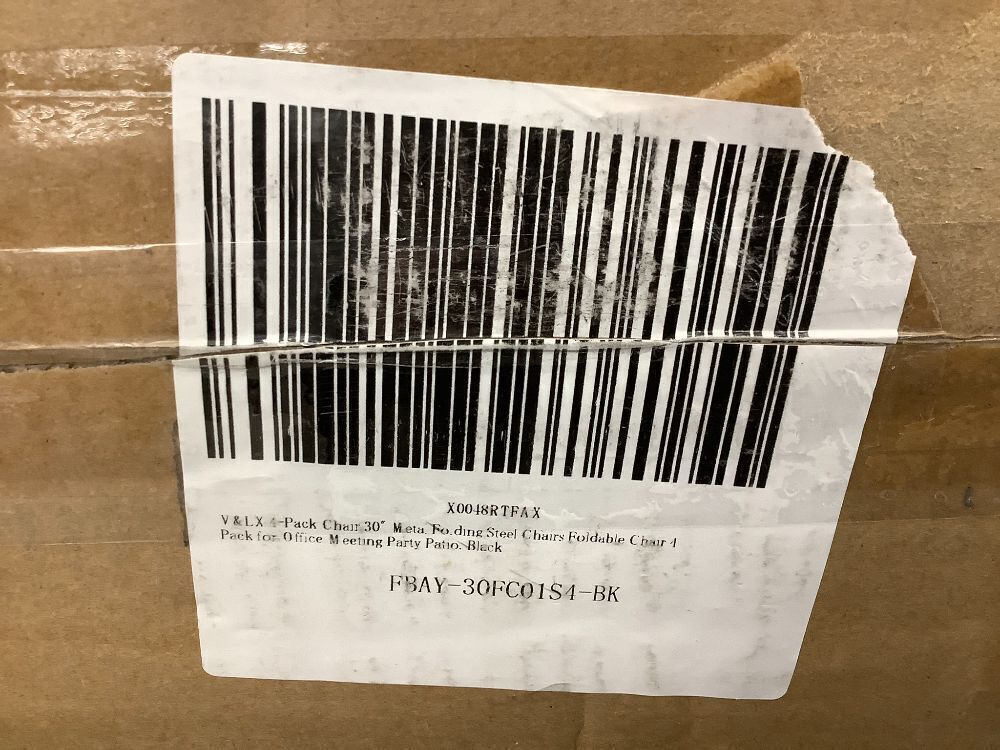 X0048RTFAX
V&LX 4-Pack Chair 30" Metal Folding Steel Chairs Foldable Chair 4
Pack for Office Meeting Party Patio, Black
FBAY-30FC01S4-BK